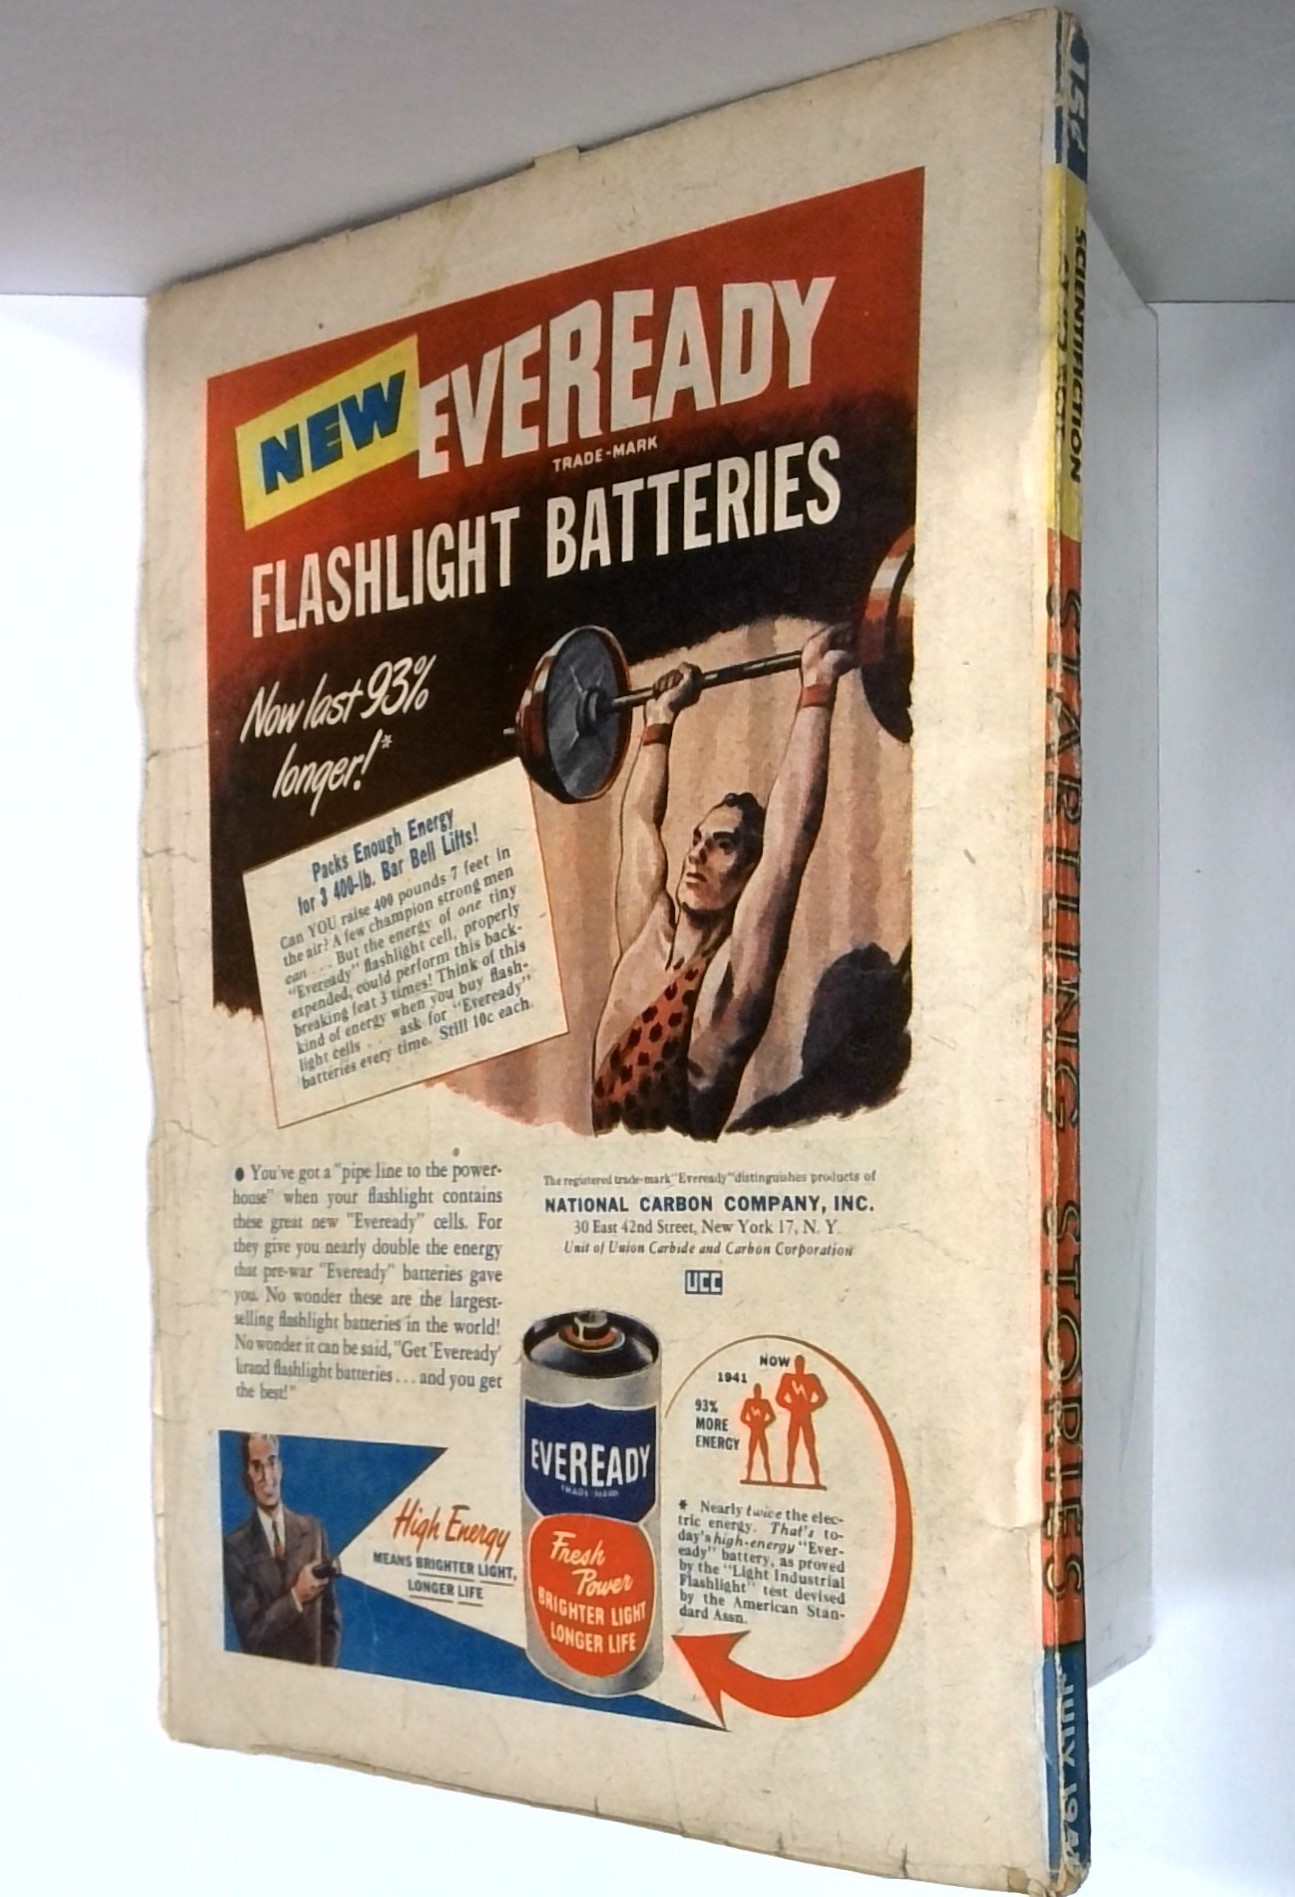 NEW EVEREADY
TRADE-MARK
FLASHLIGHT BATTERIES
Now last 93%
longer!*
Packs Enough Energy
for 3 400-lb. Bar Bell Lifts!
Can YOU raise 400 pounds 7 feet in
the air? A few champion strong men
can . . . But the energy of one tiny
"Eveready" flashlight cell, properly
expended, could perform this back-
breaking feat 3 times! Think of this
kind of energy when you buy flash-
light cells . . . ask for "Eveready"
batteries every time. Still 10c each.
● You've got a "pipe line to the power-
house" when your flashlight contains
these great new "Eveready" cells. For
they give you nearly double the energy
that pre-war "Eveready" batteries gave
you. No wonder these are the largest-
selling flashlight batteries in the world!
No wonder it can be said, "Get 'Eveready'
brand flashlight batteries . . . and you get
the best!"
The registered trade-mark "Eveready" distinguishes products of
NATIONAL CARBON COMPANY, INC.
30 East 42nd Street, New York 17, N. Y.
Unit of Union Carbide and Carbon Corporation
UCC
High Energy
MEANS BRIGHTER LIGHT,
LONGER LIFE
EVEREADY
TRADE-MARK
Fresh
Power
BRIGHTER LIGHT
LONGER LIFE
NOW
1941
93%
MORE
ENERGY
* Nearly twice the elec-
tric energy. That's to-
day's high-energy "Ever-
eady" battery, as proved
by the "Light Industrial
Flashlight" test devised
by the American Stan-
dard Assn.
15¢
SCIENTIFICTION
STARTLING STORIES
JULY